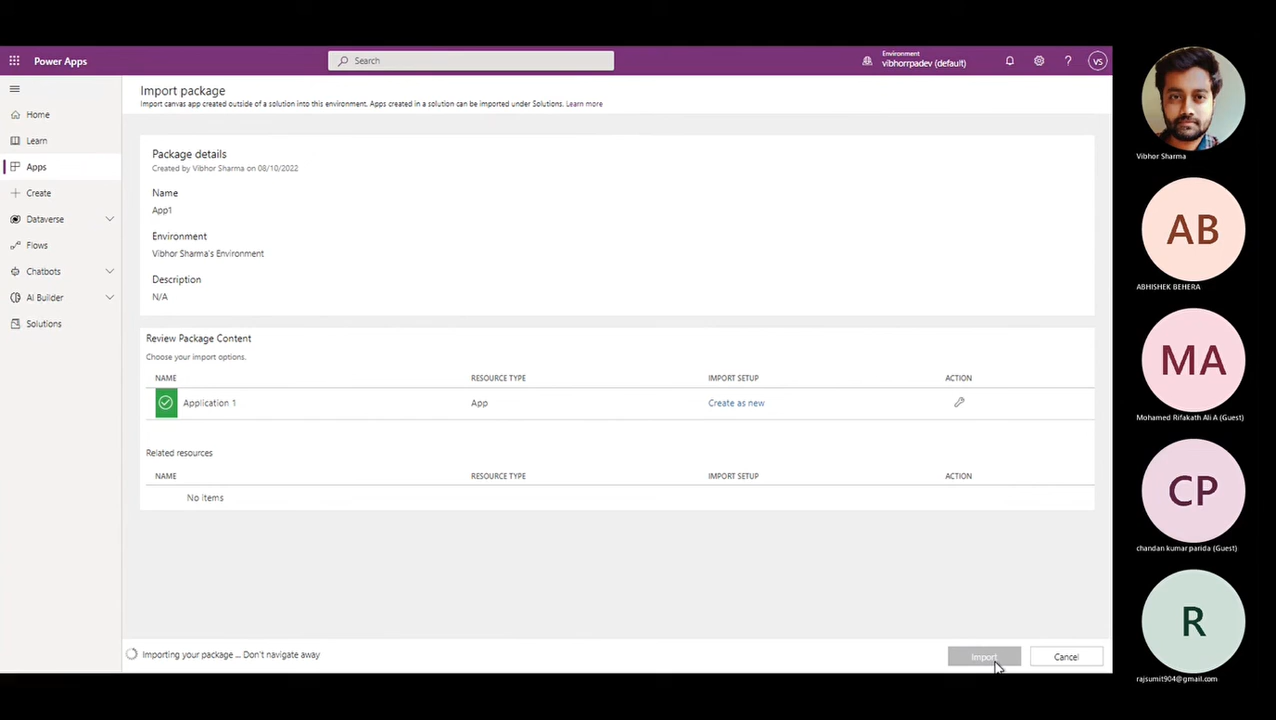 Power Apps
Search
Environment
vibhorrpadev (default)
VS
Home
Learn
Apps
Create
Dataverse
Flows
Chatbots
AI Builder
Solutions
Import package
Import canvas app created outside of a solution into this environment. Apps created in a solution can be imported under Solutions. Learn more
Package details
Created by Vibhor Sharma on 08/10/2022
Name
App1
Environment
Vibhor Sharma's Environment
Description
N/A
Review Package Content
Choose your import options.
NAME RESOURCE TYPE IMPORT SETUP ACTION
Application 1 App Create as new
Related resources
NAME RESOURCE TYPE IMPORT SETUP ACTION
No items
Importing your package ... Don't navigate away
Import
Cancel
Vibhor Sharma
AB
ABHISHEK BEHERA
MA
Mohamed Rifakath Ali A (Guest)
CP
chandan kumar parida (Guest)
R
rajsumit904@gmail.com